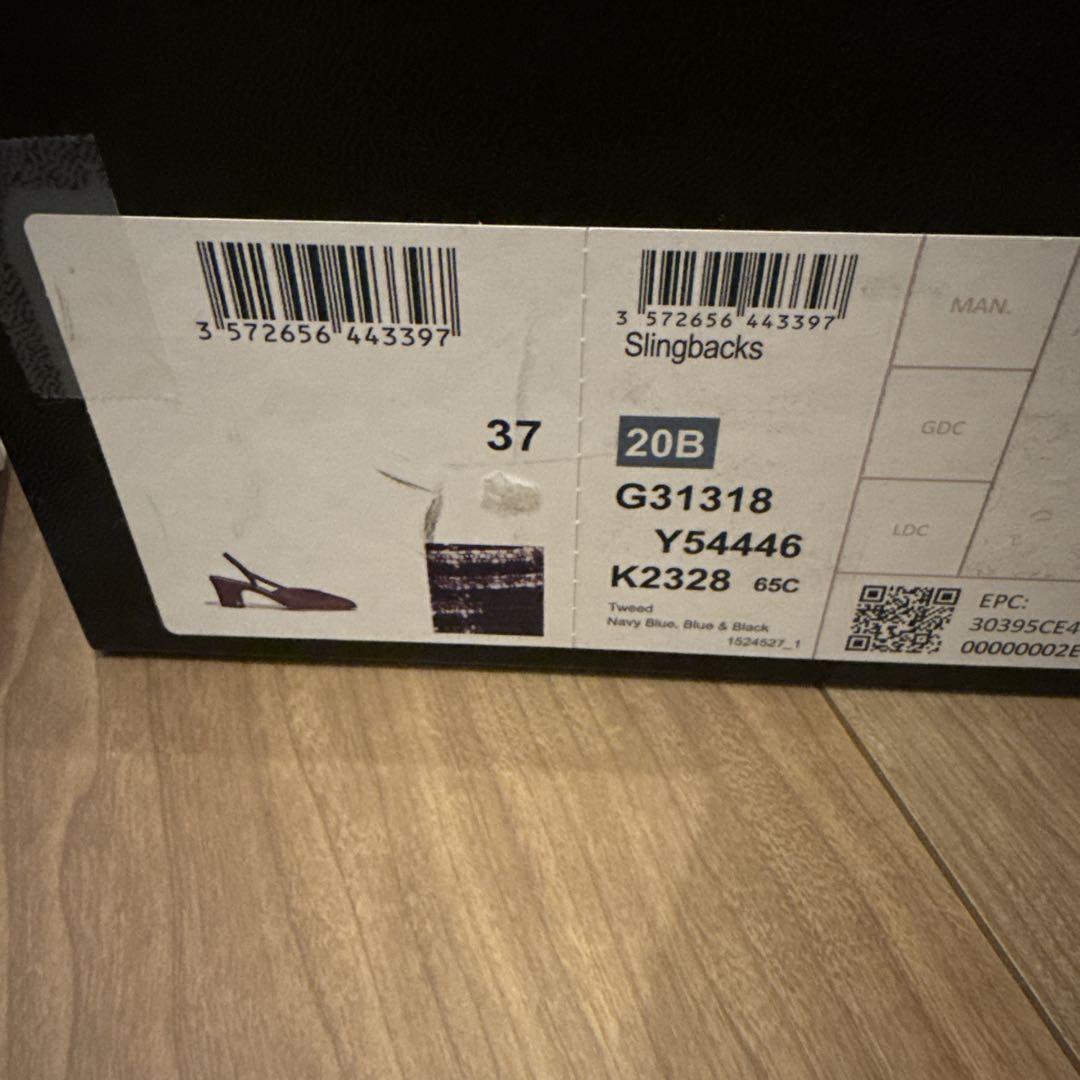 3 572656 443397
37
3 572656 443397
Slingbacks
20B
G31318
Y54446
K2328 65C
Tweed
Navy Blue, Blue & Black
1524527_1
MAN.
GDC
LDC
EPC:
30395CE4
00000002E